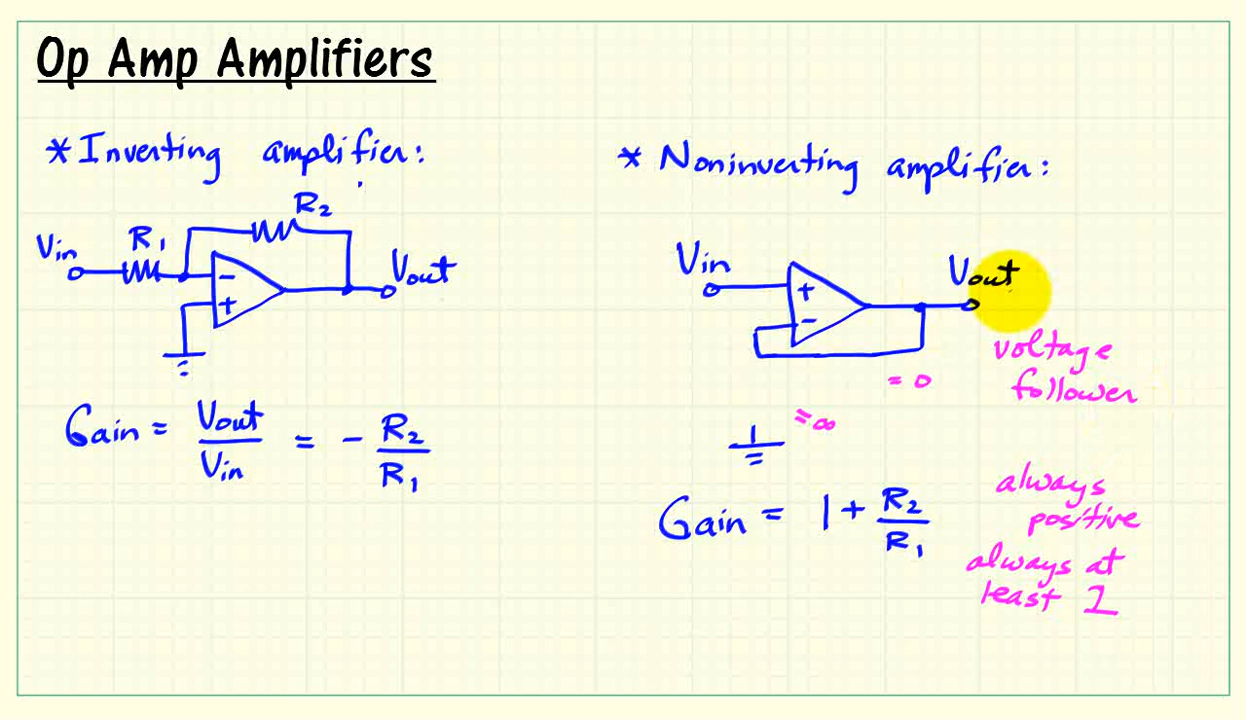 Op Amp Amplifiers
* Inverting amplifier:
R2
Vin
R1
-
+
Vout
Gain = Vout / Vin = - R2 / R1
* Noninverting amplifier:
Vin
+
-
Vout
voltage
follower
= 0
= ∞
Gain = 1 + R2 / R1
always
positive
always at
least 1